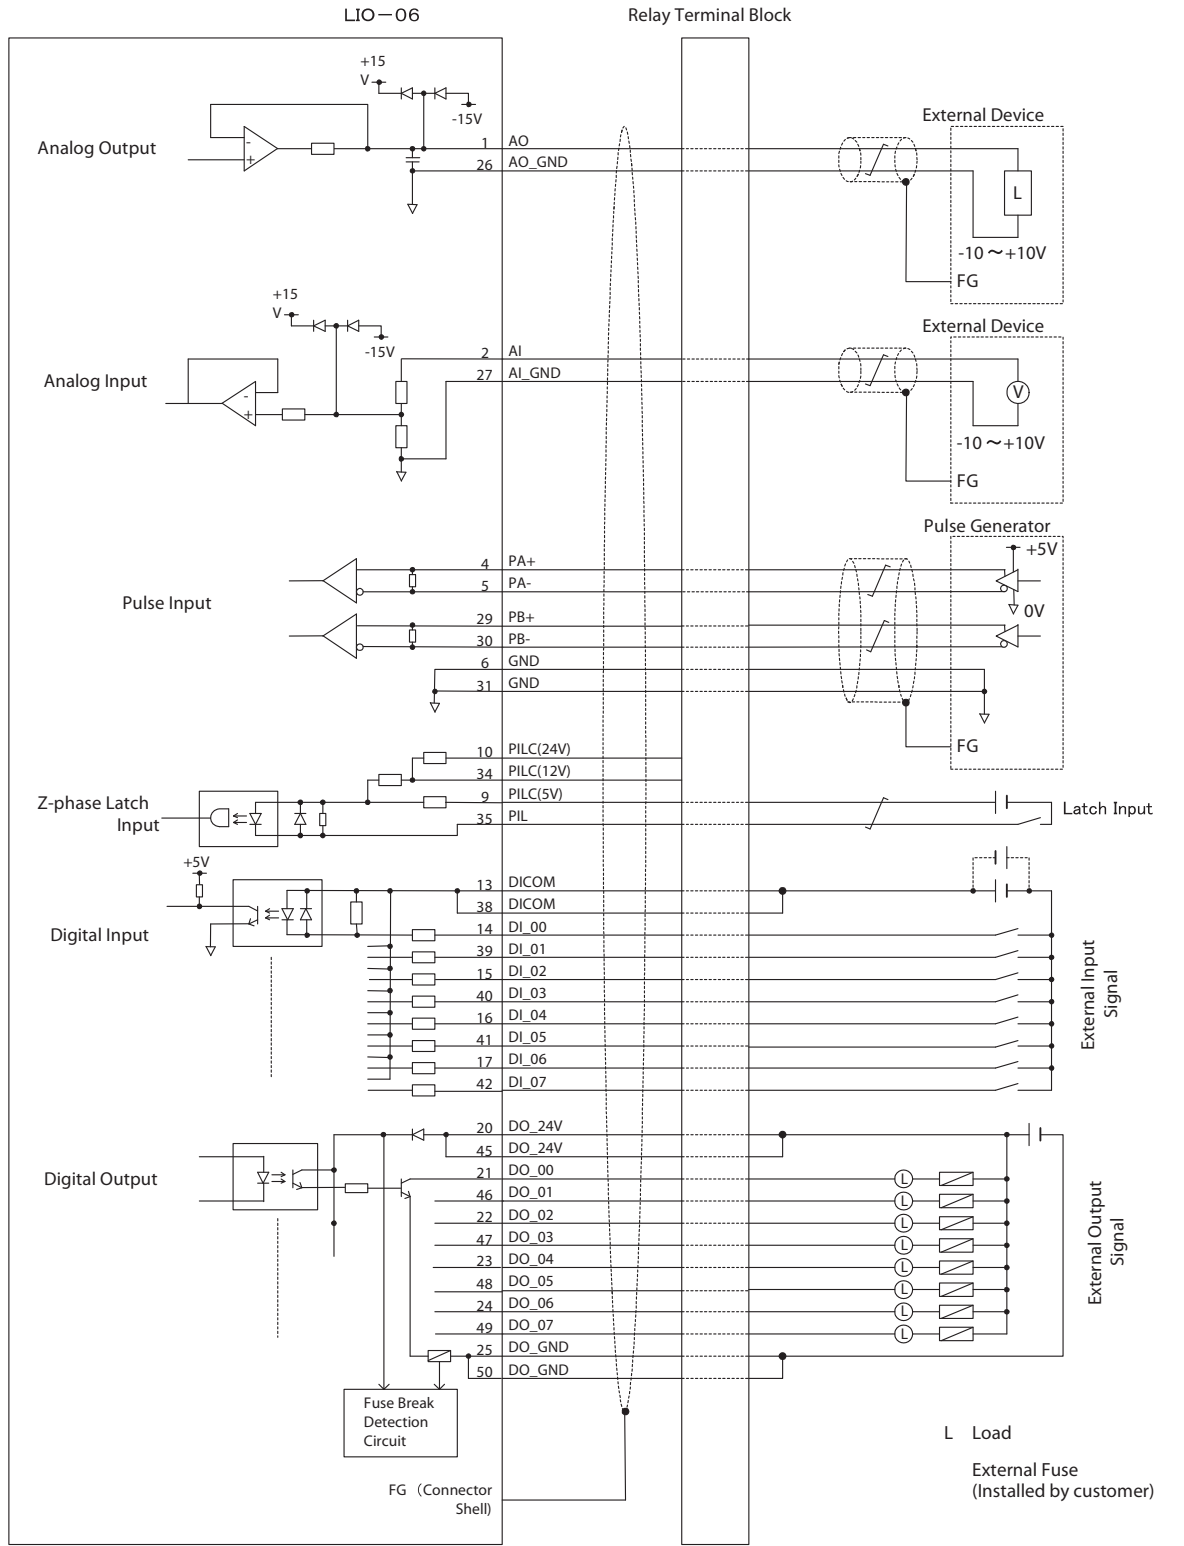 LIO－06
Relay Terminal Block
+15
V
-15V
External Device
Analog Output
-
+
1 AO
26 AO_GND
L
-10～+10V
FG
+15
V
-15V
External Device
Analog Input
-
+
2 AI
27 AI_GND
V
-10～+10V
FG
Pulse Generator
+5V
Pulse Input
4 PA+
5 PA-
0V
29 PB+
30 PB-
6 GND
31 GND
FG
Z-phase Latch
Input
10 PILC(24V)
34 PILC(12V)
9 PILC(5V)
35 PIL
Latch Input
+5V
Digital Input
13 DICOM
38 DICOM
14 DI_00
39 DI_01
15 DI_02
40 DI_03
16 DI_04
41 DI_05
17 DI_06
42 DI_07
External Input
Signal
Digital Output
20 DO_24V
45 DO_24V
21 DO_00
L
46 DO_01
L
22 DO_02
L
47 DO_03
L
23 DO_04
L
48 DO_05
L
24 DO_06
L
49 DO_07
L
25 DO_GND
50 DO_GND
External Output
Signal
Fuse Break
Detection
Circuit
L Load
External Fuse
(Installed by customer)
FG （Connector
Shell)